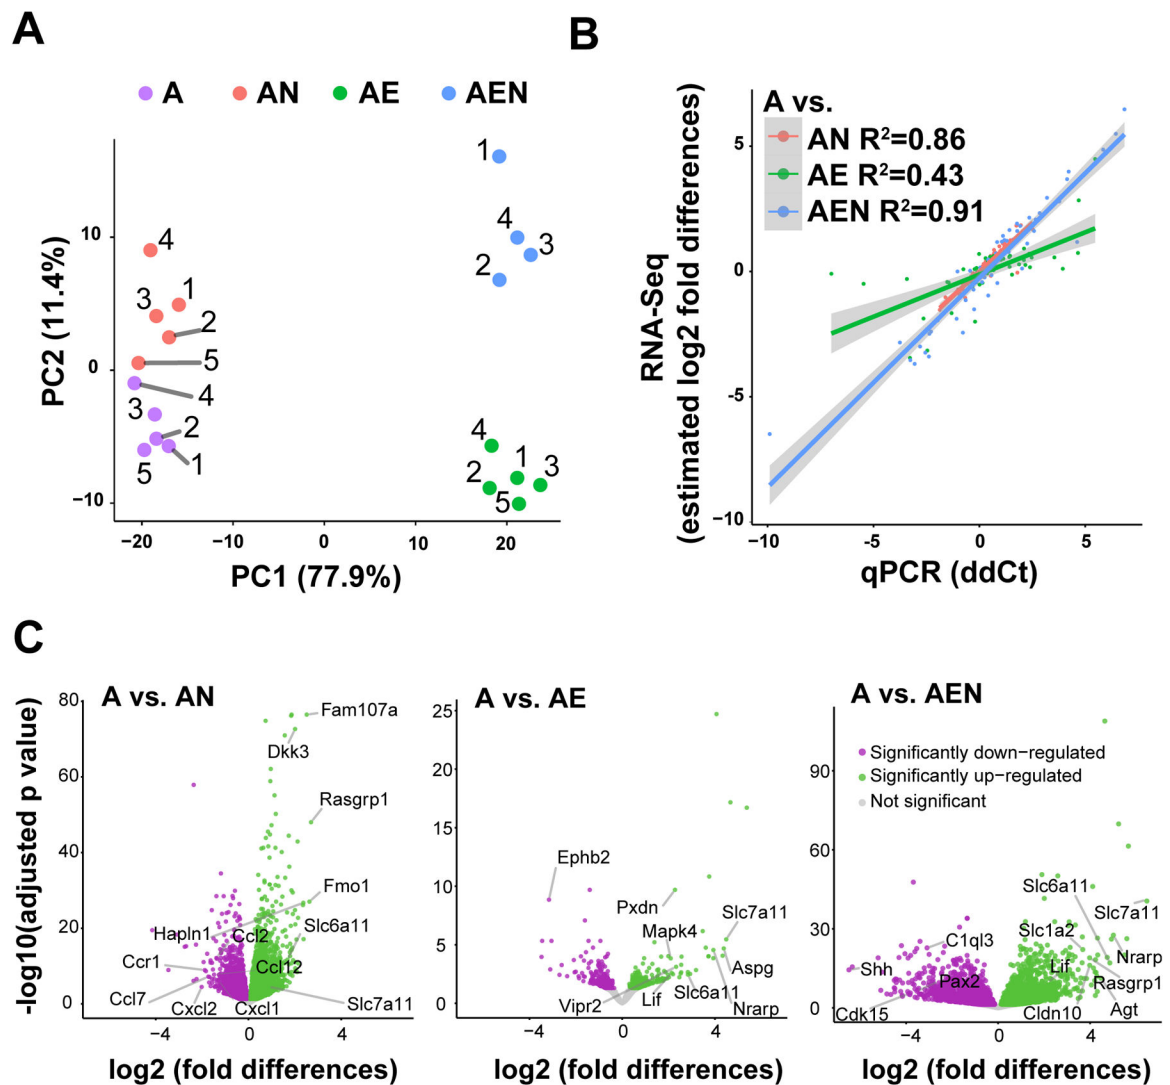 A
A
AN
AE
AEN
PC2 (11.4%)
10
0
−10
1
4
3
2
4
3
1
2
5
4
3
2
5
1
4
1
3
2
5
−20
−10
0
10
20
PC1 (77.9%)
B
RNA-Seq
(estimated log2 fold differences)
A vs.
AN R²=0.86
AE R²=0.43
AEN R²=0.91
5
0
-5
−10
−10
-5
0
5
qPCR (ddCt)
C
-log10(adjusted p value)
A vs. AN
80
60
40
20
0
Fam107a
Dkk3
Rasgrp1
Fmo1
Slc6a11
Hapln1
Ccl2
Ccr1
Ccl12
Ccl7
Cxcl2
Cxcl1
Slc7a11
−4
0
4
log2 (fold differences)
A vs. AE
25
20
15
10
5
0
Ephb2
Pxdn
Slc7a11
Mapk4
Aspg
Slc6a11
Vipr2
Lif
Nrarp
−4
0
4
log2 (fold differences)
A vs. AEN
Significantly down−regulated
Significantly up−regulated
Not significant
90
60
30
0
Slc6a11
Slc7a11
C1ql3
Slc1a2
Nrarp
Shh
Lif
Pax2
Rasgrp1
Cdk15
Cldn10
Agt
−4
0
4
log2 (fold differences)